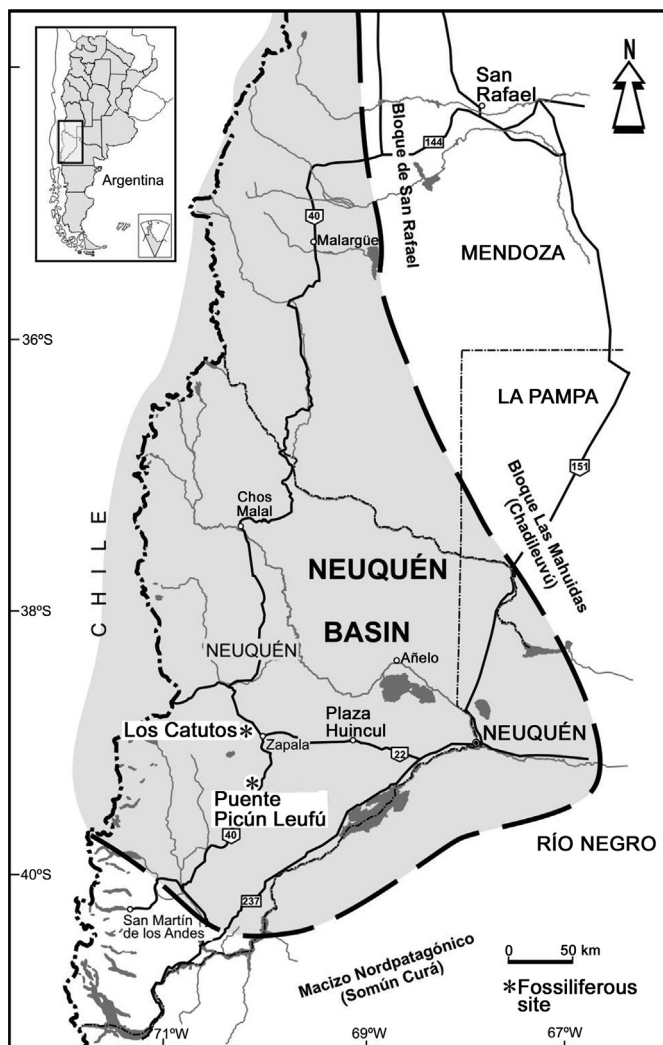 Argentina
N
San
Rafael
Bloque de San Rafael
144
40
Malargüe
MENDOZA
36ºS
LA PAMPA
151
Bloque Las Mahuidas
(Chadileuvú)
CHILE
Chos
Malal
NEUQUÉN
BASIN
38ºS
NEUQUÉN
Añelo
Los Catutos*
Zapala
Plaza
Huincul
NEUQUÉN
22
*
Puente
Picún Leufú
40
RÍO NEGRO
40ºS
237
San Martín
de los Andes
Macizo Nordpatagónico
(Somún Curá)
0 50 km
*Fossiliferous
site
71ºW
69ºW
67ºW